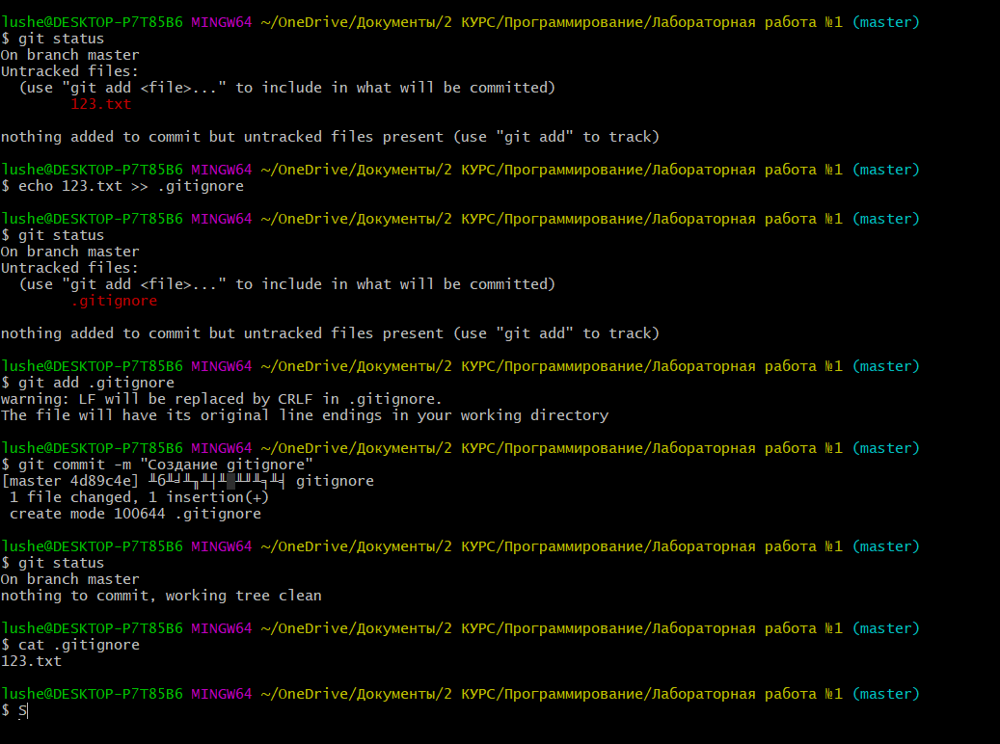 lushe@DESKTOP-P7T85B6 MINGW64 ~/OneDrive/Документы/2 КУРС/Программирование/Лабораторная работа №1 (master)
$ git status
On branch master
Untracked files:
  (use "git add <file>..." to include in what will be committed)
        123.txt

nothing added to commit but untracked files present (use "git add" to track)

lushe@DESKTOP-P7T85B6 MINGW64 ~/OneDrive/Документы/2 КУРС/Программирование/Лабораторная работа №1 (master)
$ echo 123.txt >> .gitignore

lushe@DESKTOP-P7T85B6 MINGW64 ~/OneDrive/Документы/2 КУРС/Программирование/Лабораторная работа №1 (master)
$ git status
On branch master
Untracked files:
  (use "git add <file>..." to include in what will be committed)
        .gitignore

nothing added to commit but untracked files present (use "git add" to track)

lushe@DESKTOP-P7T85B6 MINGW64 ~/OneDrive/Документы/2 КУРС/Программирование/Лабораторная работа №1 (master)
$ git add .gitignore
warning: LF will be replaced by CRLF in .gitignore.
The file will have its original line endings in your working directory

lushe@DESKTOP-P7T85B6 MINGW64 ~/OneDrive/Документы/2 КУРС/Программирование/Лабораторная работа №1 (master)
$ git commit -m "Создание gitignore"
[master 4d89c4e] gitignore
 1 file changed, 1 insertion(+)
 create mode 100644 .gitignore

lushe@DESKTOP-P7T85B6 MINGW64 ~/OneDrive/Документы/2 КУРС/Программирование/Лабораторная работа №1 (master)
$ git status
On branch master
nothing to commit, working tree clean

lushe@DESKTOP-P7T85B6 MINGW64 ~/OneDrive/Документы/2 КУРС/Программирование/Лабораторная работа №1 (master)
$ cat .gitignore
123.txt

lushe@DESKTOP-P7T85B6 MINGW64 ~/OneDrive/Документы/2 КУРС/Программирование/Лабораторная работа №1 (master)
$ S